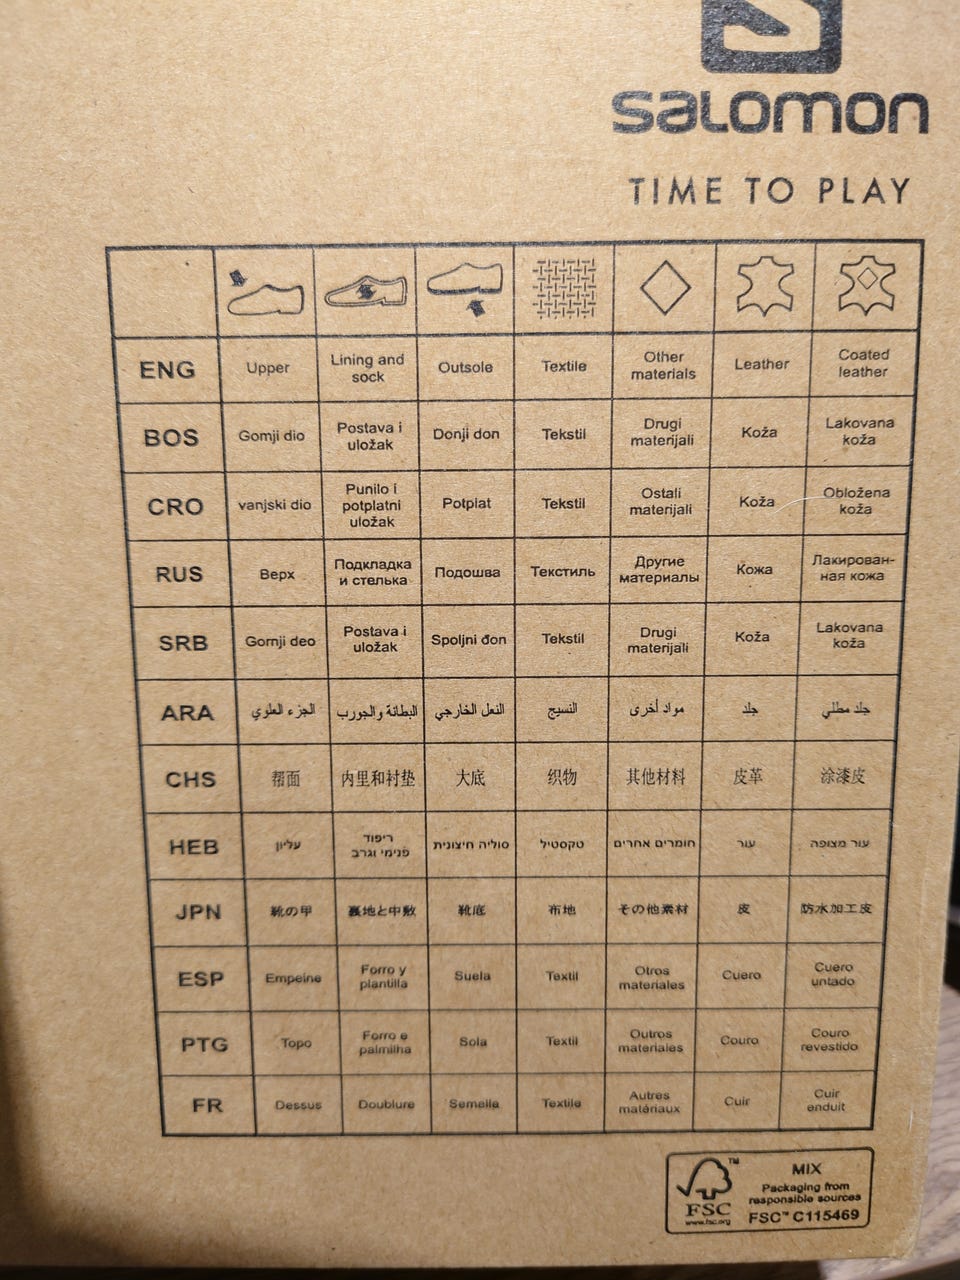 SALOMON
TIME TO PLAY
ENG Upper Lining and sock Outsole Textile Other materials Leather Coated leather
BOS Gornji dio Postava i uložak Donji đon Tekstil Drugi materijali Koža Lakovana koža
CRO vanjski dio Punilo i potplatni uložak Potplat Tekstil Ostali materijali Koža Obložena koža
RUS Верх Подкладка и стелька Подошва Текстиль Другие материалы Кожа Лакирован-ная кожа
SRB Gornji deo Postava i uložak Spoljni đon Tekstil Drugi materijali Koža Lakovana koža
ARA الجزء العلوي البطانة والجورب النعل الخارجي النسيج مواد أخرى جلد جلد مطلي
CHS 帮面 内里和衬垫 大底 织物 其他材料 皮革 涂漆皮
HEB עליון ריפוד פנימי וגרב סוליה חיצונית טקסטיל חומרים אחרים עור עור מצופה
JPN 靴の甲 裏地と中敷 靴底 布地 その他素材 皮 防水加工皮
ESP Empeine Forro y plantilla Suela Textil Otros materiales Cuero Cuero untado
PTG Topo Forro e palmilha Sola Textil Outros materiales Couro Couro revestido
FR Dessus Doublure Semelle Textile Autres matériaux Cuir Cuir enduit
FSC™
www.fsc.org
MIX
Packaging from
responsible sources
FSC™ C115469